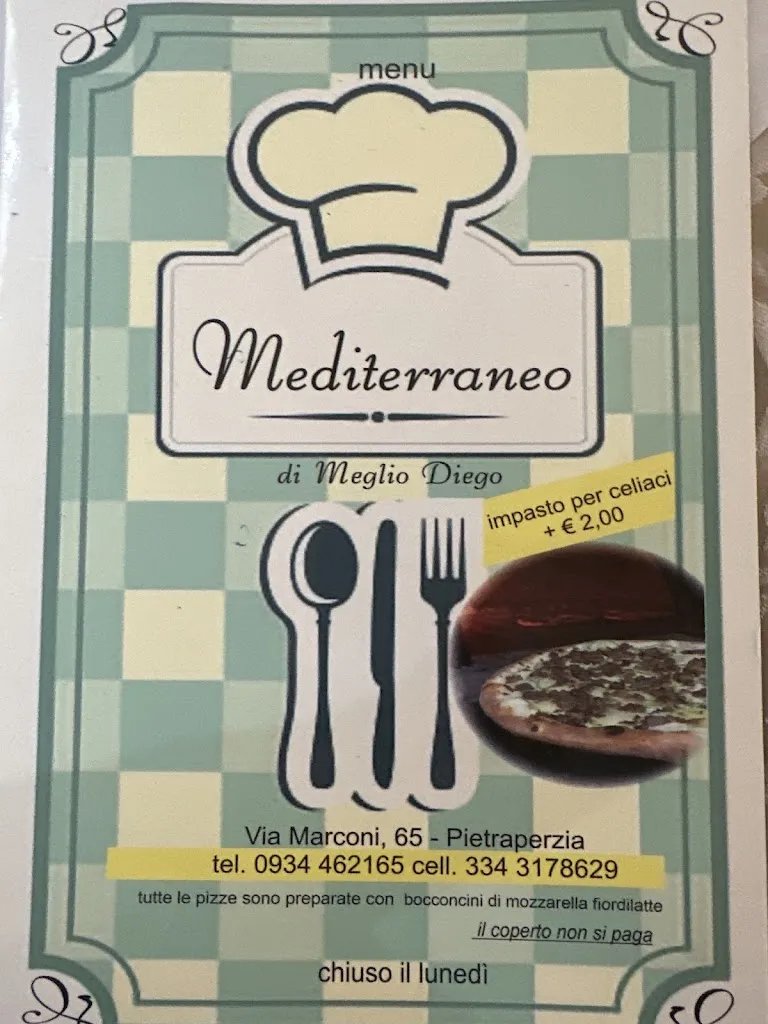 menu
Mediterraneo
di Meglio Diego
impasto per celiaci
+ € 2,00
Via Marconi, 65 - Pietraperzia
tel. 0934 462165 cell. 334 3178629
tutte le pizze sono preparate con bocconcini di mozzarella fiordilatte
il coperto non si paga
chiuso il lunedì